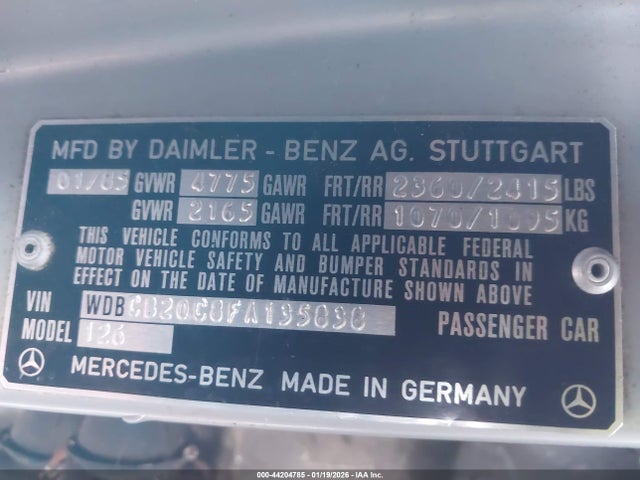 MFD BY DAIMLER - BENZ AG. STUTTGART
01/85 GVWR 4775 GAWR FRT/RR 2360/2415 LBS
GVWR 2165 GAWR FRT/RR 1070/1095 KG
THIS VEHICLE CONFORMS TO ALL APPLICABLE FEDERAL
MOTOR VEHICLE SAFETY AND BUMPER STANDARDS IN
EFFECT ON THE DATE OF MANUFACTURE SHOWN ABOVE
VIN WDBCB20C8FA135838
MODEL 126 PASSENGER CAR
MERCEDES-BENZ MADE IN GERMANY
000-44204785 - 01/19/2026 - IAA Inc.